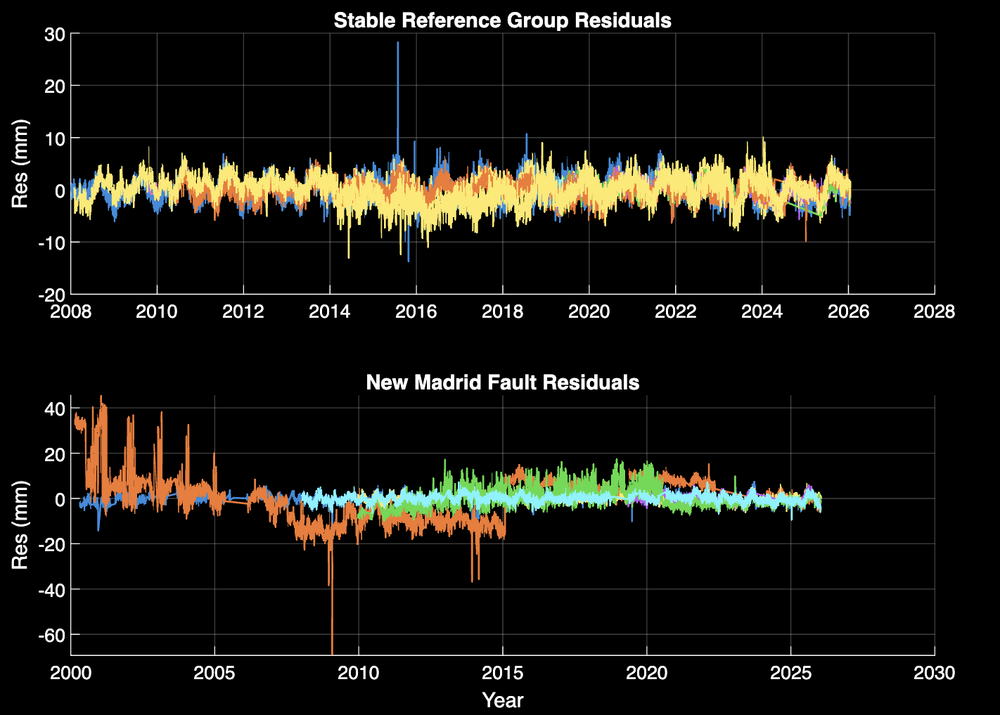 Stable Reference Group Residuals
30
20
10
0
-10
-20
Res (mm)
2008 2010 2012 2014 2016 2018 2020 2022 2024 2026 2028
New Madrid Fault Residuals
40
20
0
-20
-40
-60
Res (mm)
2000 2005 2010 2015 2020 2025 2030
Year